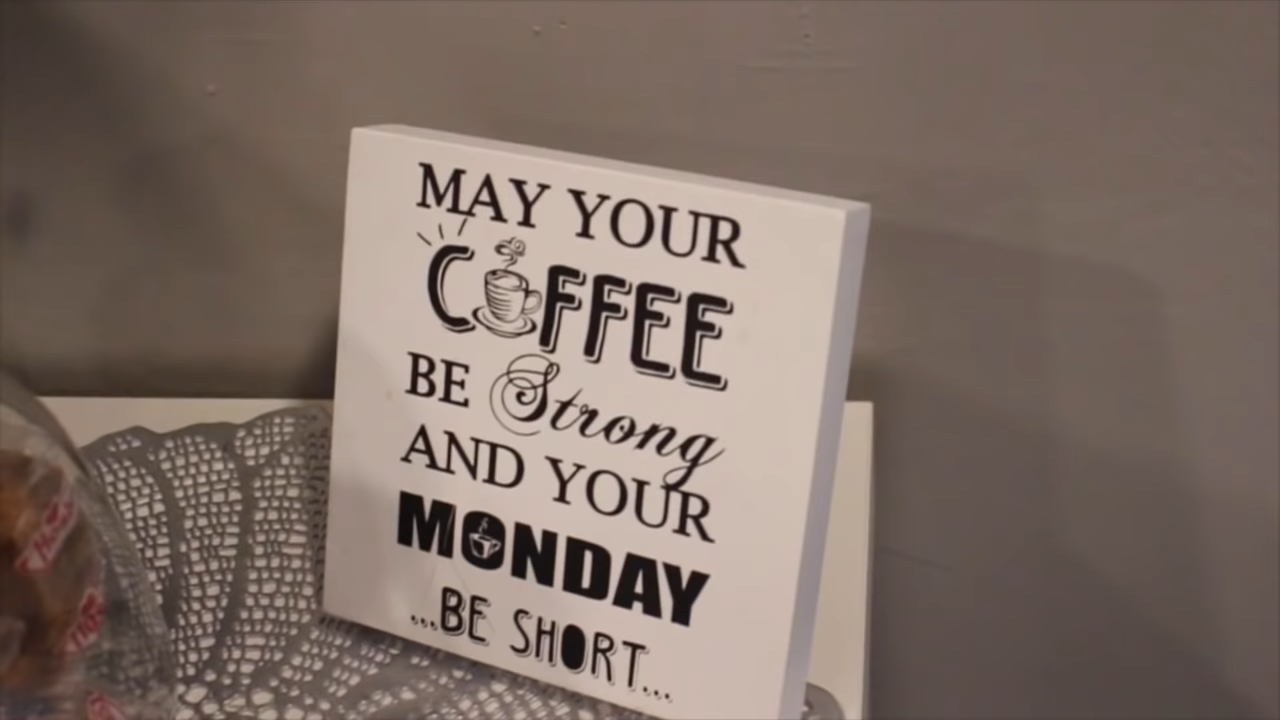 MAY YOUR
COFFEE
BE Strong
AND YOUR
MONDAY
...BE SHORT...